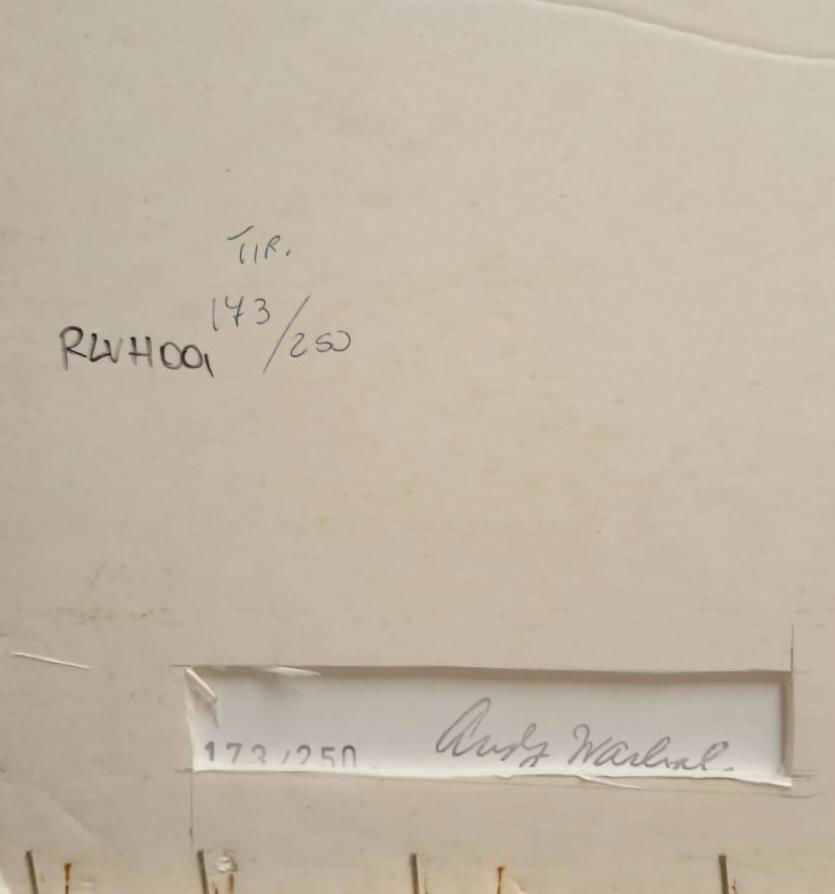 TIR.
173/250
RLVH001
173/250 Andy Warhol.